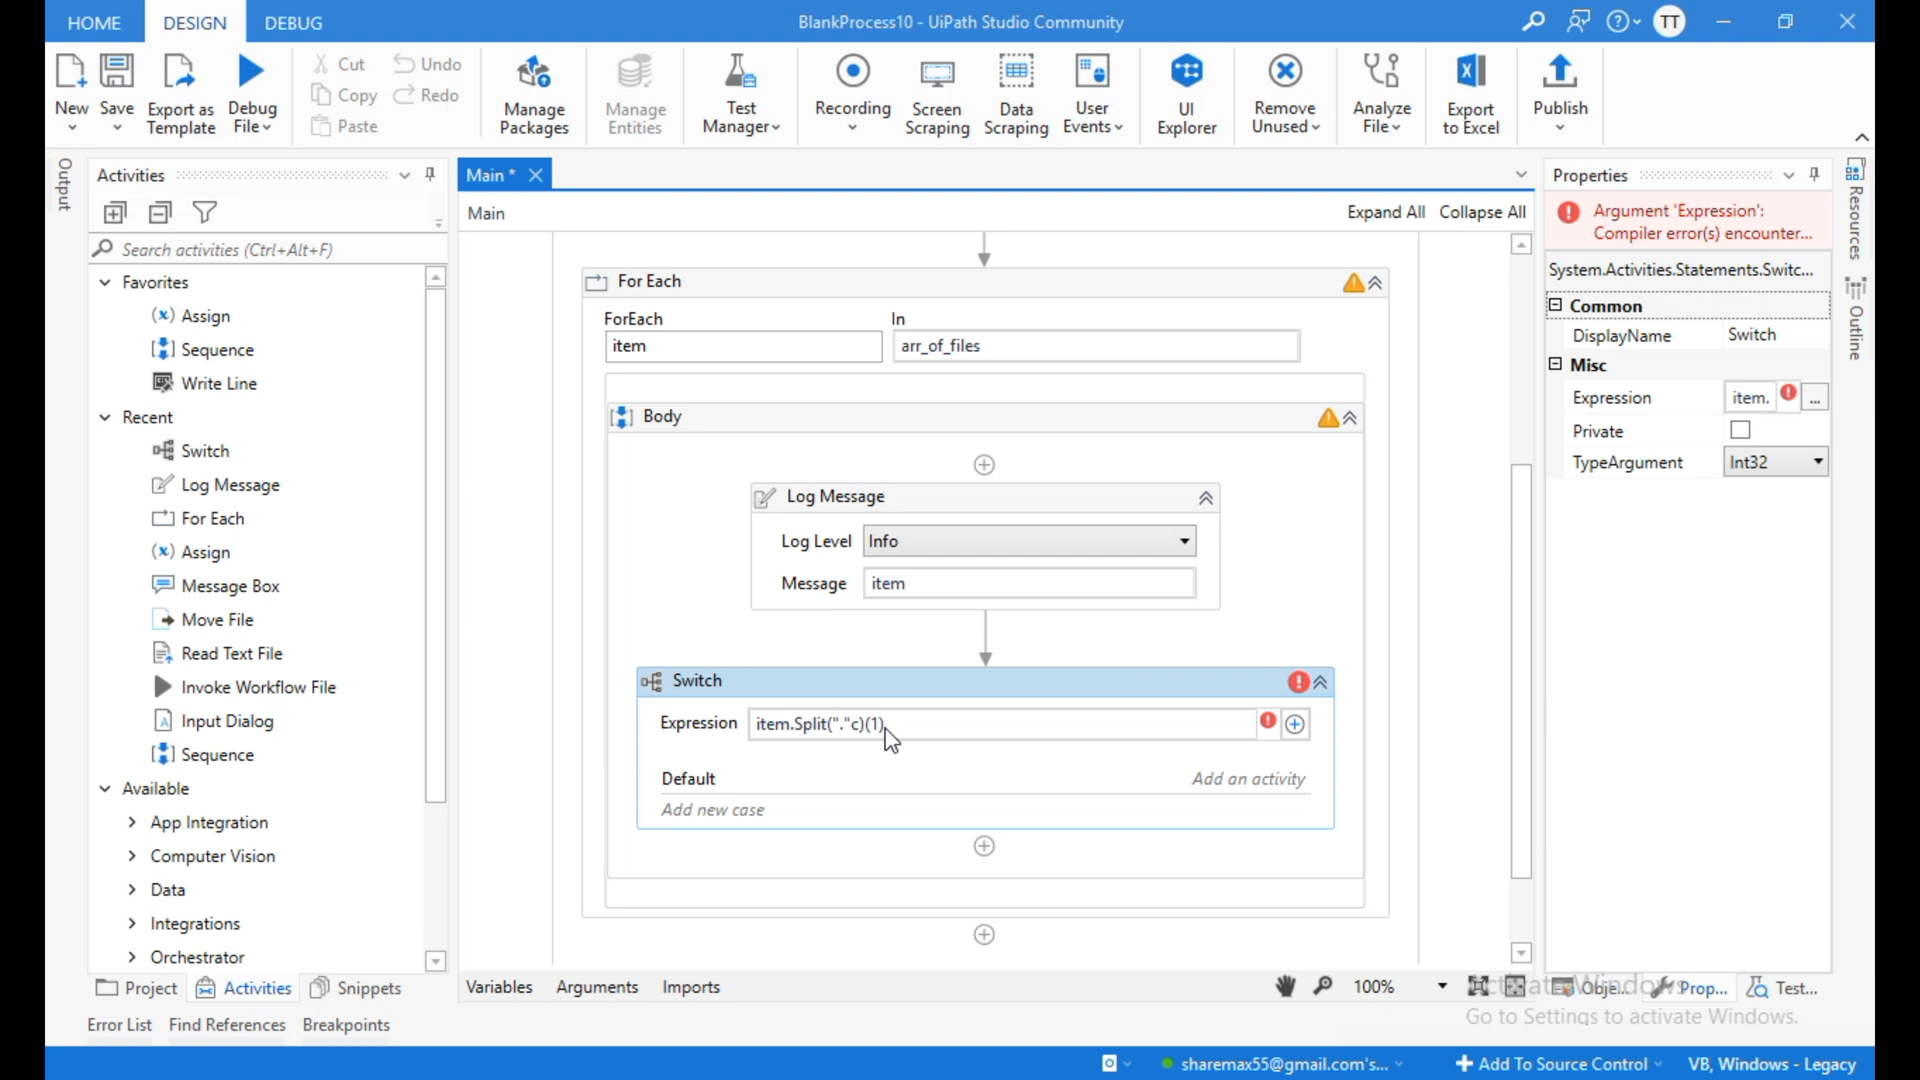 HOME DESIGN DEBUG BlankProcess10 - UiPath Studio Community TT
New Save Export as Template Debug File Cut Copy Paste Undo Redo Manage Packages Manage Entities Test Manager Recording Screen Scraping Data Scraping User Events UI Explorer Remove Unused Analyze File Export to Excel Publish
Output
Activities
Search activities (Ctrl+Alt+F)
Favorites
Assign
Sequence
Write Line
Recent
Switch
Log Message
For Each
Assign
Message Box
Move File
Read Text File
Invoke Workflow File
Input Dialog
Sequence
Available
App Integration
Computer Vision
Data
Integrations
Orchestrator
Project Activities Snippets
Error List Find References Breakpoints
Main *
Main Expand All Collapse All
For Each
ForEach In
item arr_of_files
Body
Log Message
Log Level Info
Message item
Switch
Expression item.Split("."c)(1)
Default Add an activity
Add new case
Variables Arguments Imports 100%
Properties
Argument 'Expression':
Compiler error(s) encounter...
System.Activities.Statements.Switc...
Common
DisplayName Switch
Misc
Expression item. ...
Private
TypeArgument Int32
Resources
Outline
Obje... Prop... Test...
Go to Settings to activate Windows.
sharemax55@gmail.com's... Add To Source Control VB, Windows - Legacy